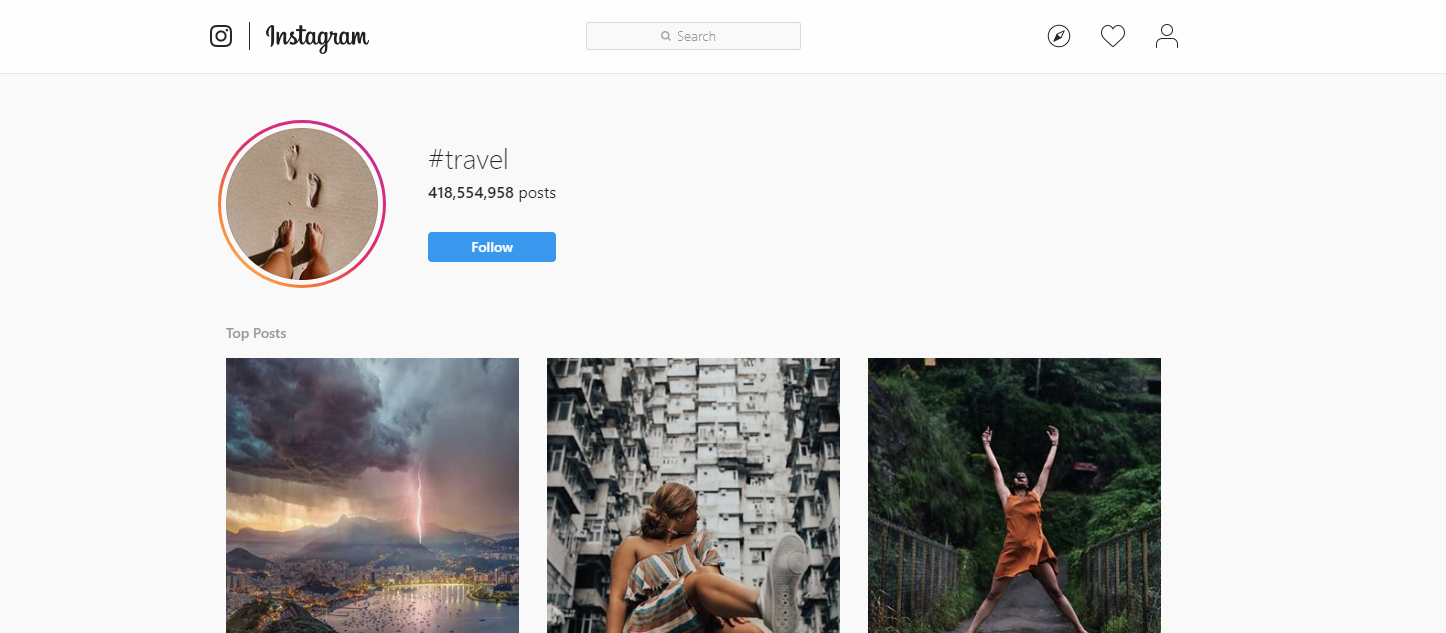 Instagram
Search
#travel
418,554,958 posts
Follow
Top Posts